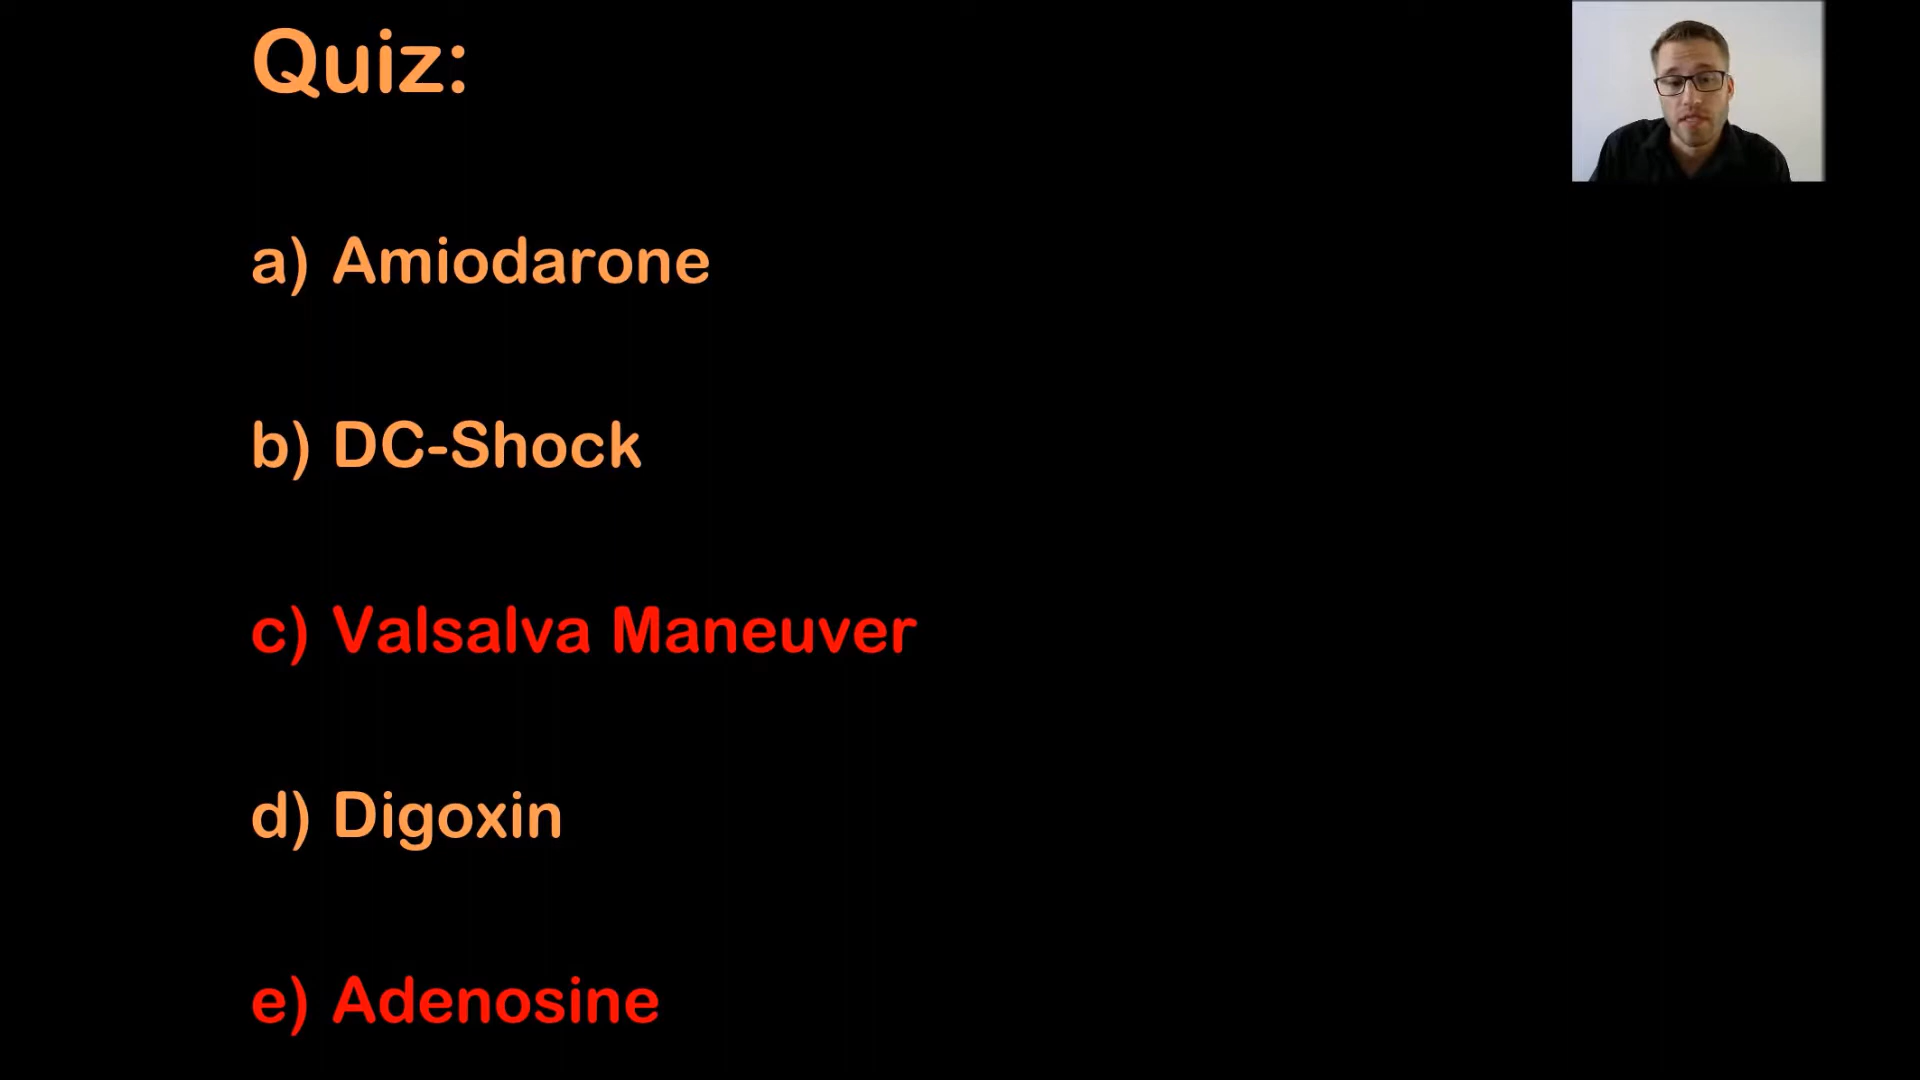 Quiz:
a) Amiodarone
b) DC-Shock
c) Valsalva Maneuver
d) Digoxin
e) Adenosine